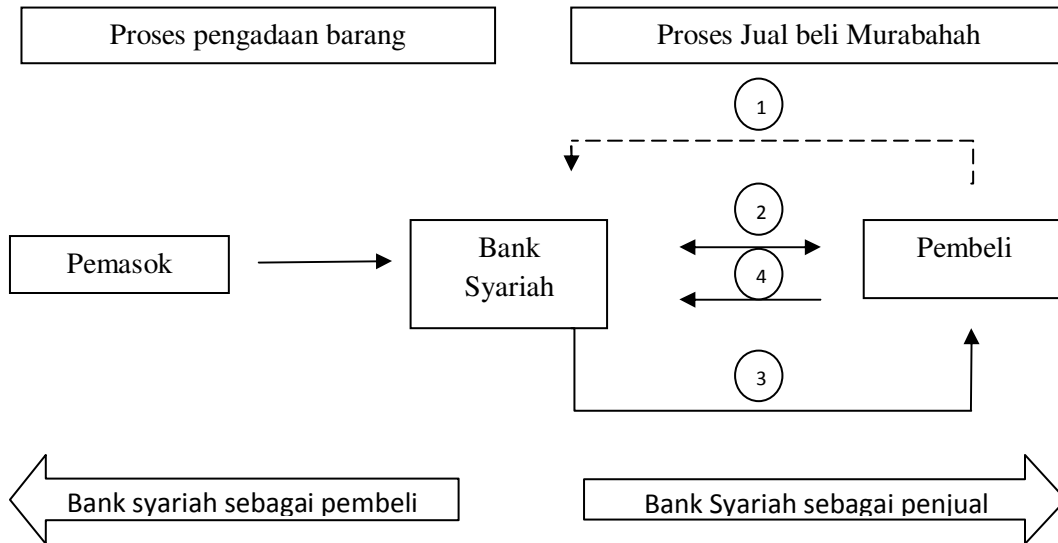 Proses pengadaan barang
Proses Jual beli Murabahah
1
2
Pemasok
Bank
Syariah
Pembeli
4
3
Bank syariah sebagai pembeli
Bank Syariah sebagai penjual